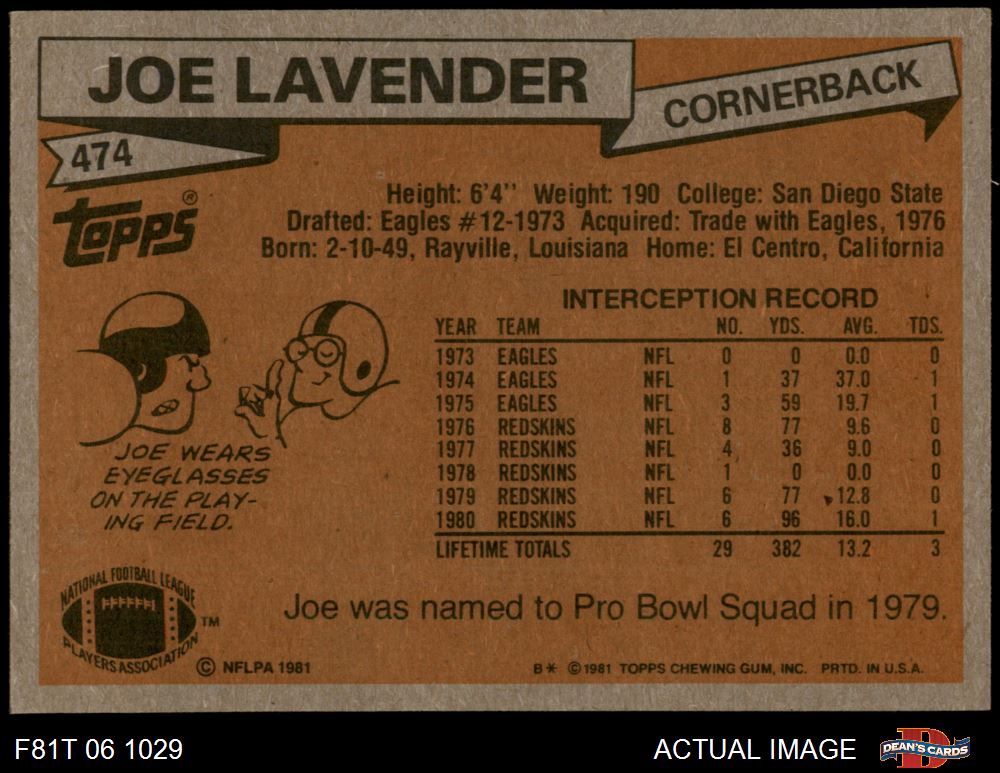 JOE LAVENDER
CORNERBACK
474
Topps®
Height: 6'4'' Weight: 190 College: San Diego State
Drafted: Eagles #12-1973 Acquired: Trade with Eagles, 1976
Born: 2-10-49, Rayville, Louisiana Home: El Centro, California
INTERCEPTION RECORD
YEAR TEAM NO. YDS. AVG. TDS.
1973 EAGLES NFL 0 0 0.0 0
1974 EAGLES NFL 1 37 37.0 1
1975 EAGLES NFL 3 59 19.7 1
1976 REDSKINS NFL 8 77 9.6 0
1977 REDSKINS NFL 4 36 9.0 0
1978 REDSKINS NFL 1 0 0.0 0
1979 REDSKINS NFL 6 77 12.8 0
1980 REDSKINS NFL 6 96 16.0 1
LIFETIME TOTALS 29 382 13.2 3
JOE WEARS
EYEGLASSES
ON THE PLAY-
ING FIELD.
Joe was named to Pro Bowl Squad in 1979.
NATIONAL FOOTBALL LEAGUE
PLAYERS ASSOCIATION
TM
© NFLPA 1981
B* © 1981 TOPPS CHEWING GUM, INC. PRTD. IN U.S.A.
F81T 06 1029
ACTUAL IMAGE
DEAN'S CARDS